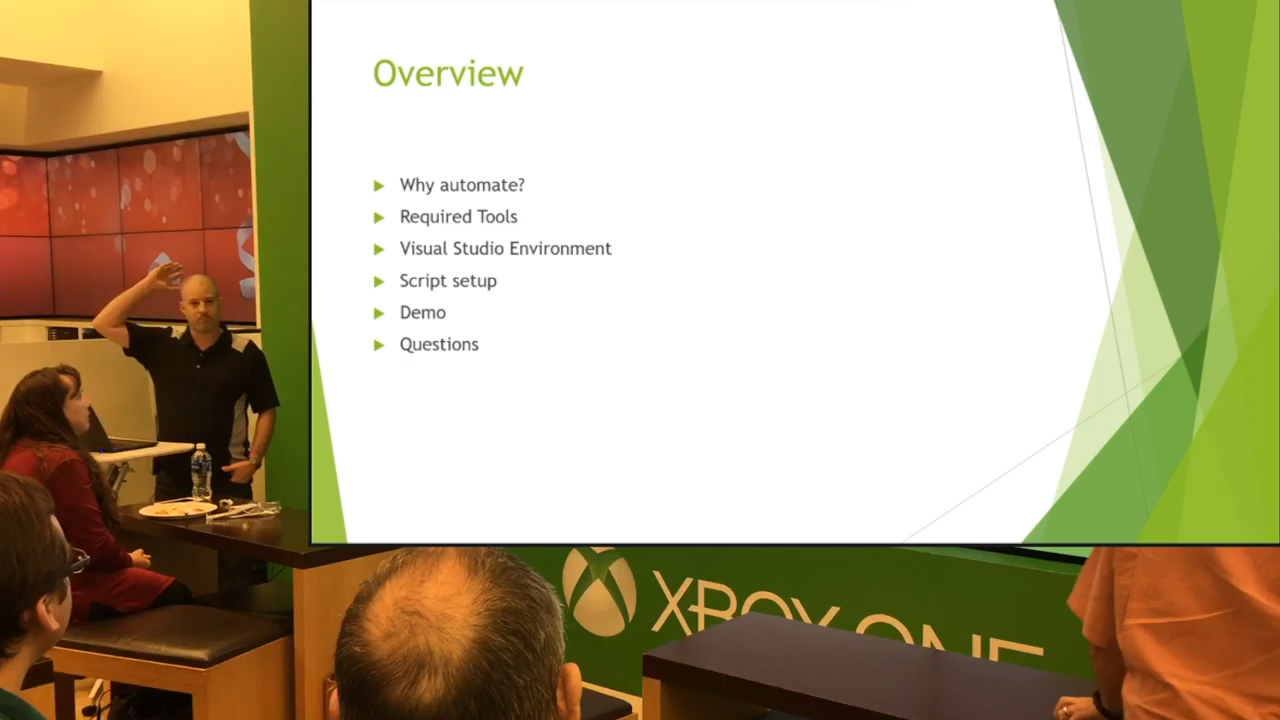 Overview
Why automate?
Required Tools
Visual Studio Environment
Script setup
Demo
Questions
XBOX ONE